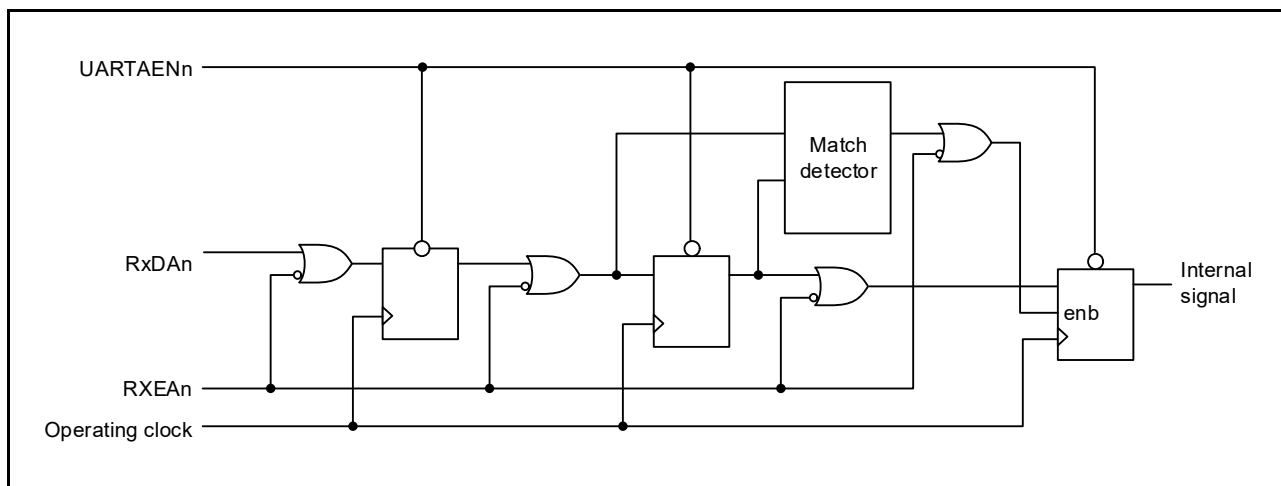 UARTAENn
Match
detector
RxDAn
Internal
signal
enb
RXEAn
Operating clock